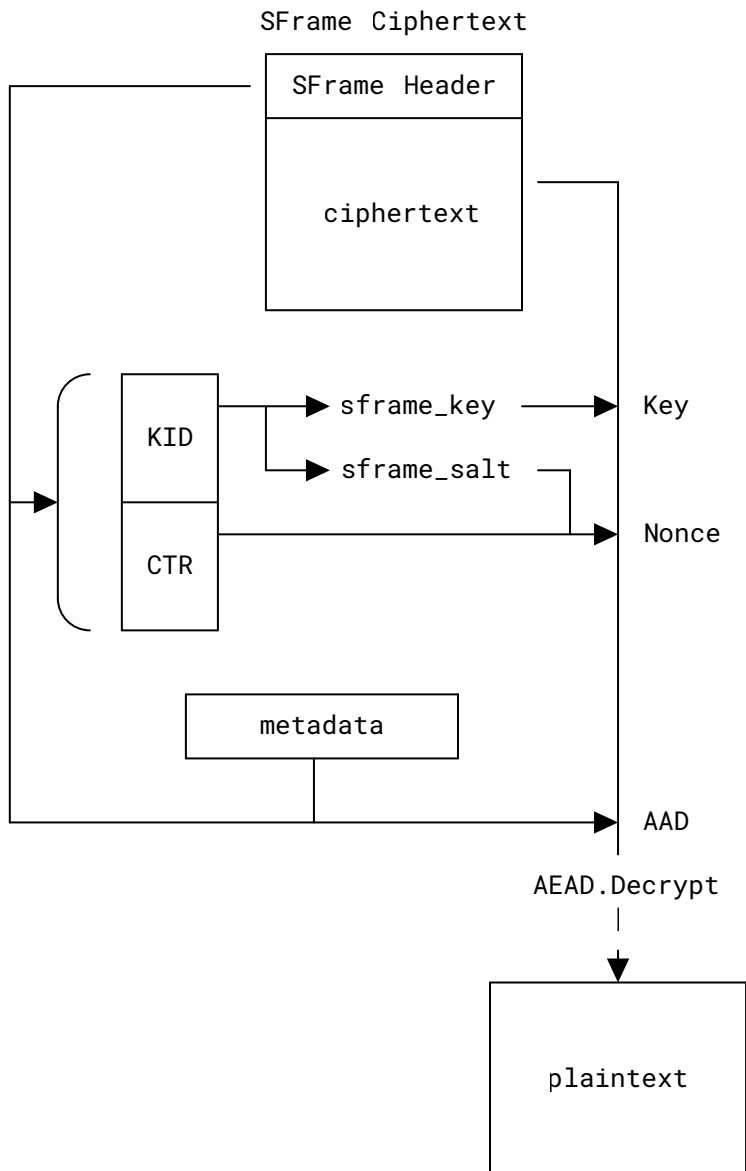 SFrame Ciphertext
SFrame Header
ciphertext
KID
sframe_key
Key
sframe_salt
CTR
Nonce
metadata
AAD
AEAD.Decrypt
plaintext